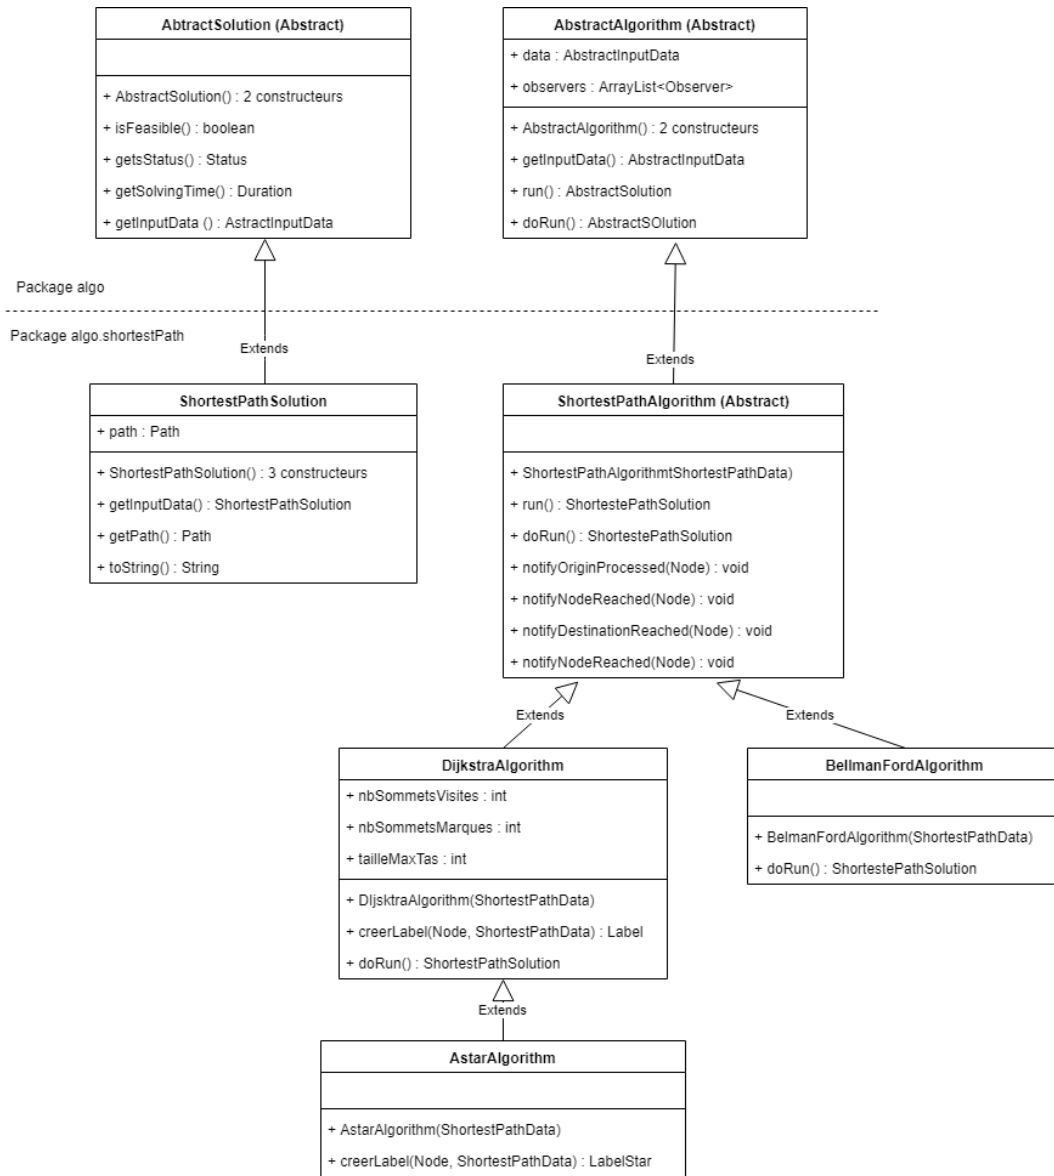 AbtractSolution (Abstract)
+ AbstractSolution() : 2 constructeurs
+ isFeasible() : boolean
+ getsStatus() : Status
+ getSolvingTime() : Duration
+ getInputData () : AstractInputData
AbstractAlgorithm (Abstract)
+ data : AbstractInputData
+ observers : ArrayList<Observer>
+ AbstractAlgorithm() : 2 constructeurs
+ getInputData() : AbstractInputData
+ run() : AbstractSolution
+ doRun() : AbstractSOlution
Package algo
Package algo.shortestPath
Extends
Extends
ShortestPathSolution
+ path : Path
+ ShortestPathSolution() : 3 constructeurs
+ getInputData() : ShortestPathSolution
+ getPath() : Path
+ toString() : String
ShortestPathAlgorithm (Abstract)
+ ShortestPathAlgorithmtShortestPathData)
+ run() : ShortestePathSolution
+ doRun() : ShortestePathSolution
+ notifyOriginProcessed(Node) : void
+ notifyNodeReached(Node) : void
+ notifyDestinationReached(Node) : void
+ notifyNodeReached(Node) : void
Extends
Extends
DijkstraAlgorithm
+ nbSommetsVisites : int
+ nbSommetsMarques : int
+ tailleMaxTas : int
+ DIjsktraAlgorithm(ShortestPathData)
+ creerLabel(Node, ShortestPathData) : Label
+ doRun() : ShortestPathSolution
BellmanFordAlgorithm
+ BelmanFordAlgorithm(ShortestPathData)
+ doRun() : ShortestePathSolution
Extends
AstarAlgorithm
+ AstarAlgorithm(ShortestPathData)
+ creerLabel(Node, ShortestPathData) : LabelStar